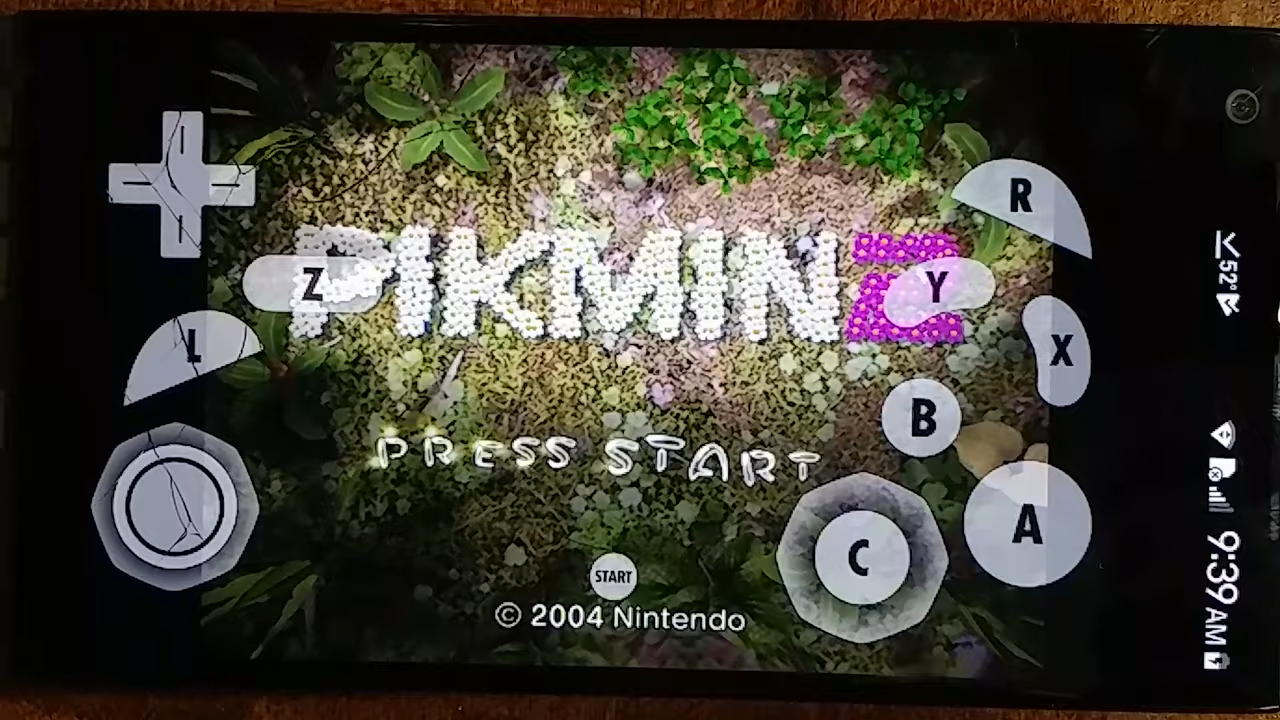 PIKMIN 2
PRESS START
© 2004 Nintendo
START
Z
L
R
Y
X
B
A
C
52°
9:39 AM